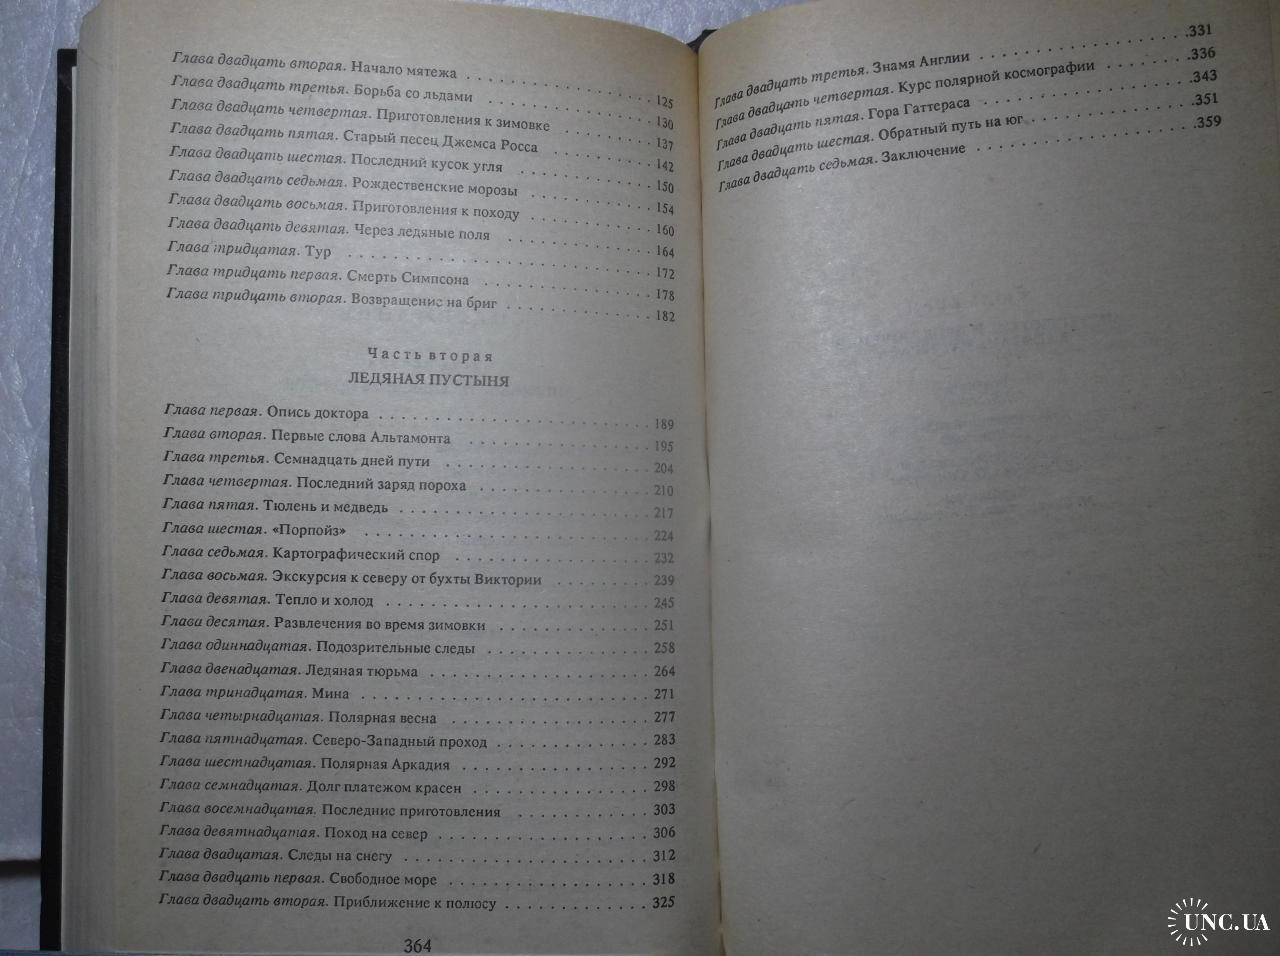 Глава двадцать вторая. Начало мятежа . . . 125
Глава двадцать третья. Борьба со льдами . . . 130
Глава двадцать четвертая. Приготовления к зимовке . . . 137
Глава двадцать пятая. Старый песец Джемса Росса . . . 142
Глава двадцать шестая. Последний кусок угля . . . 150
Глава двадцать седьмая. Рождественские морозы . . . 154
Глава двадцать восьмая. Приготовления к походу . . . 160
Глава двадцать девятая. Через ледяные поля . . . 164
Глава тридцатая. Тур . . . 172
Глава тридцать первая. Смерть Симпсона . . . 178
Глава тридцать вторая. Возвращение на бриг . . . 182
Часть вторая
ЛЕДЯНАЯ ПУСТЫНЯ
Глава первая. Опись доктора . . . 189
Глава вторая. Первые слова Альтамонта . . . 195
Глава третья. Семнадцать дней пути . . . 204
Глава четвертая. Последний заряд пороха . . . 210
Глава пятая. Тюлень и медведь . . . 217
Глава шестая. «Порпойз» . . . 224
Глава седьмая. Картографический спор . . . 232
Глава восьмая. Экскурсия к северу от бухты Виктории . . . 239
Глава девятая. Тепло и холод . . . 245
Глава десятая. Развлечения во время зимовки . . . 251
Глава одиннадцатая. Подозрительные следы . . . 258
Глава двенадцатая. Ледяная тюрьма . . . 264
Глава тринадцатая. Мина . . . 271
Глава четырнадцатая. Полярная весна . . . 277
Глава пятнадцатая. Северо-Западный проход . . . 283
Глава шестнадцатая. Полярная Аркадия . . . 292
Глава семнадцатая. Долг платежом красен . . . 298
Глава восемнадцатая. Последние приготовления . . . 303
Глава девятнадцатая. Поход на север . . . 306
Глава двадцатая. Следы на снегу . . . 312
Глава двадцать первая. Свободное море . . . 318
Глава двадцать вторая. Приближение к полюсу . . . 325
364
Глава двадцать третья. Знамя Англии . . . 331
Глава двадцать четвертая. Курс полярной космографии . . . 336
Глава двадцать пятая. Гора Гаттераса . . . 343
Глава двадцать шестая. Обратный путь на юг . . . 351
Глава двадцать седьмая. Заключение . . . 359
UNC.UA